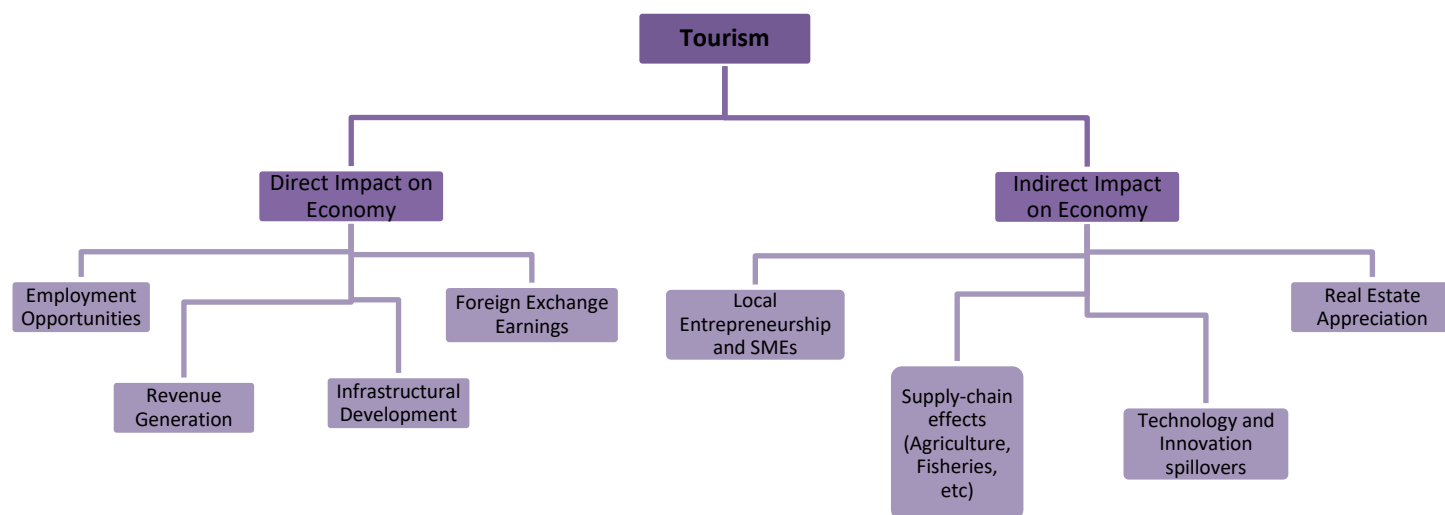 Tourism
Direct Impact on
Economy
Indirect Impact
on Economy
Employment
Opportunities
Revenue
Generation
Infrastructural
Development
Foreign Exchange
Earnings
Local
Entrepreneurship
and SMEs
Supply-chain
effects
(Agriculture,
Fisheries,
etc)
Technology and
Innovation
spillovers
Real Estate
Appreciation